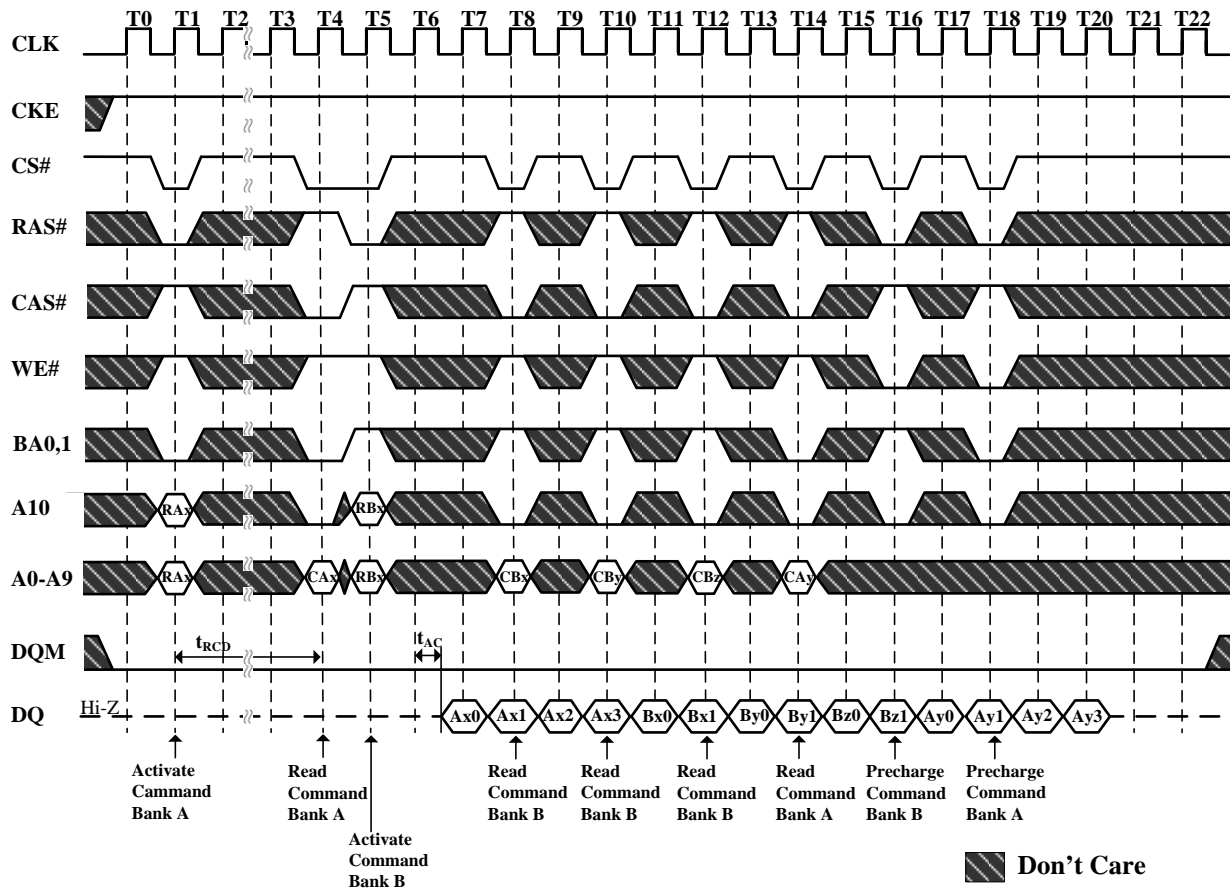 T0 T1 T2 T3 T4 T5 T6 T7 T8 T9 T10 T11 T12 T13 T14 T15 T16 T17 T18 T19 T20 T21 T22
CLK
CKE
CS#
RAS#
CAS#
WE#
BA0,1
A10
RAx RBx
A0-A9
RAx CAx RBx CBx CBy CBz CAy
tRCD
tAC
DQM
Hi-Z
DQ
Ax0 Ax1 Ax2 Ax3 Bx0 Bx1 By0 By1 Bz0 Bz1 Ay0 Ay1 Ay2 Ay3
Activate
Cammand
Bank A
Read
Command
Bank A
Activate
Command
Bank B
Read
Command
Bank B
Read
Command
Bank B
Read
Command
Bank B
Read
Command
Bank A
Precharge
Command
Bank B
Precharge
Command
Bank A
Don't Care